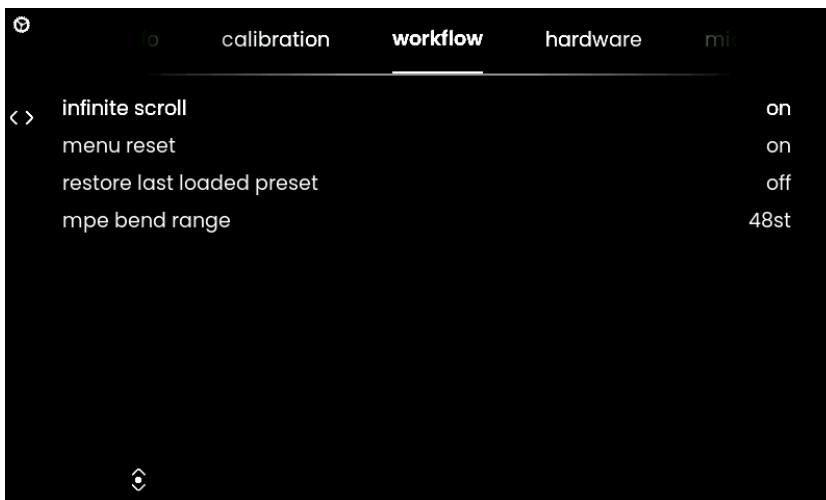 calibration workflow hardware
infinite scroll on
menu reset on
restore last loaded preset off
mpe bend range 48st